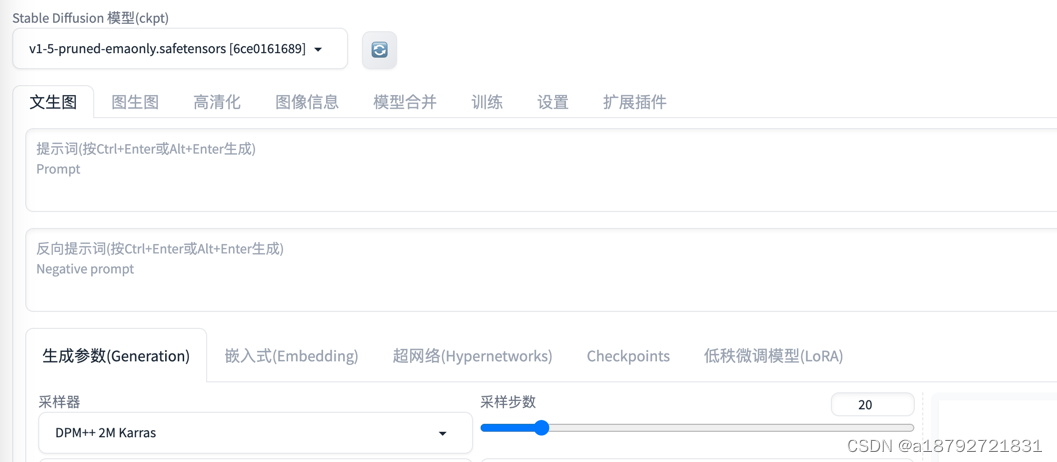 Stable Diffusion 模型(ckpt)
v1-5-pruned-emaonly.safetensors [6ce0161689]
文生图 图生图 高清化 图像信息 模型合并 训练 设置 扩展插件
提示词(按Ctrl+Enter或Alt+Enter生成)
Prompt
反向提示词(按Ctrl+Enter或Alt+Enter生成)
Negative prompt
生成参数(Generation) 嵌入式(Embedding) 超网络(Hypernetworks) Checkpoints 低秩微调模型(LoRA)
采样器 采样步数 20
DPM++ 2M Karras
CSDN @a18792721831